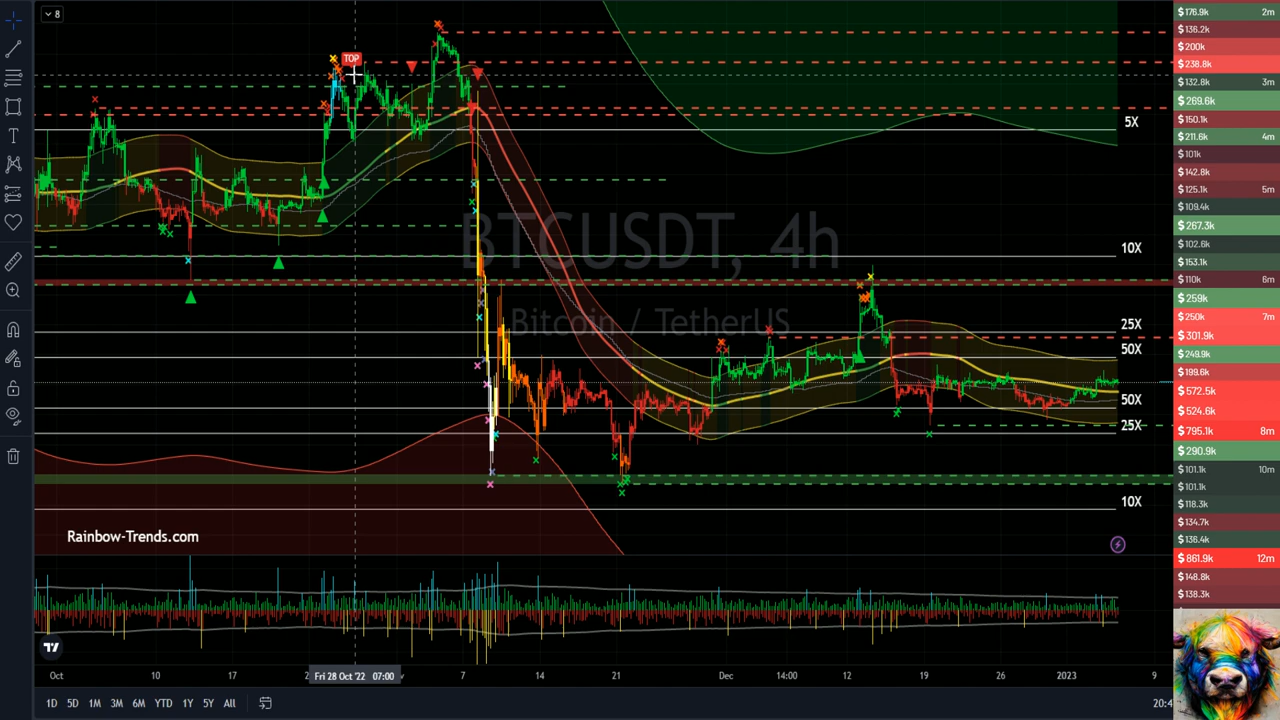 8
TOP
5X
BTCUSDT, 4h
10X
Bitcoin / TetherUS
25X
50X
50X
25X
10X
Rainbow-Trends.com
Oct
10
17
Fri 28 Oct '22 07:00
7
14
21
Dec
14:00
12
19
26
2023
9
1D 5D 1M 3M 6M YTD 1Y 5Y All
20:4
$176.9k 2m
$136.2k
$200k
$238.8k
$132.8k 3m
$269.6k
$150.1k
$211.6k 4m
$101k
$142.8k
$125.1k 5m
$109.4k
$267.3k
$102.6k
$153.1k
$110k 6m
$259k
$250k 7m
$301.9k
$249.9k
$199.6k
$572.5k
$524.6k
$795.1k 8m
$290.9k
$101.1k 10m
$101.1k
$118.3k
$134.7k
$136.4k
$861.9k 12m
$148.8k
$138.3k